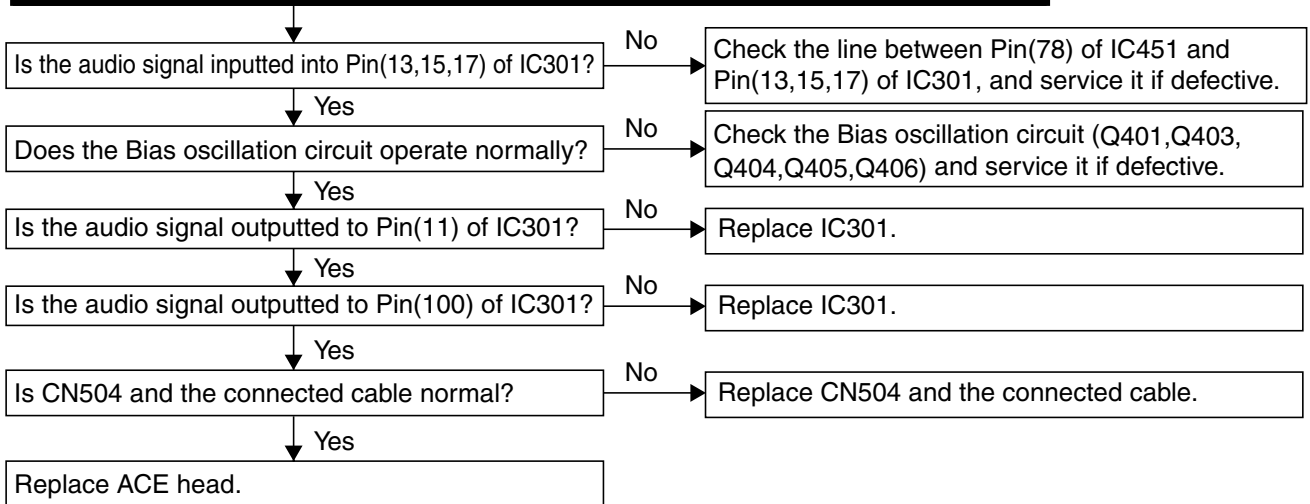 Is the audio signal inputted into Pin(13,15,17) of IC301?
No
Check the line between Pin(78) of IC451 and
Pin(13,15,17) of IC301, and service it if defective.
Yes
Does the Bias oscillation circuit operate normally?
No
Check the Bias oscillation circuit (Q401,Q403,
Q404,Q405,Q406) and service it if defective.
Yes
Is the audio signal outputted to Pin(11) of IC301?
No
Replace IC301.
Yes
Is the audio signal outputted to Pin(100) of IC301?
No
Replace IC301.
Yes
Is CN504 and the connected cable normal?
No
Replace CN504 and the connected cable.
Yes
Replace ACE head.